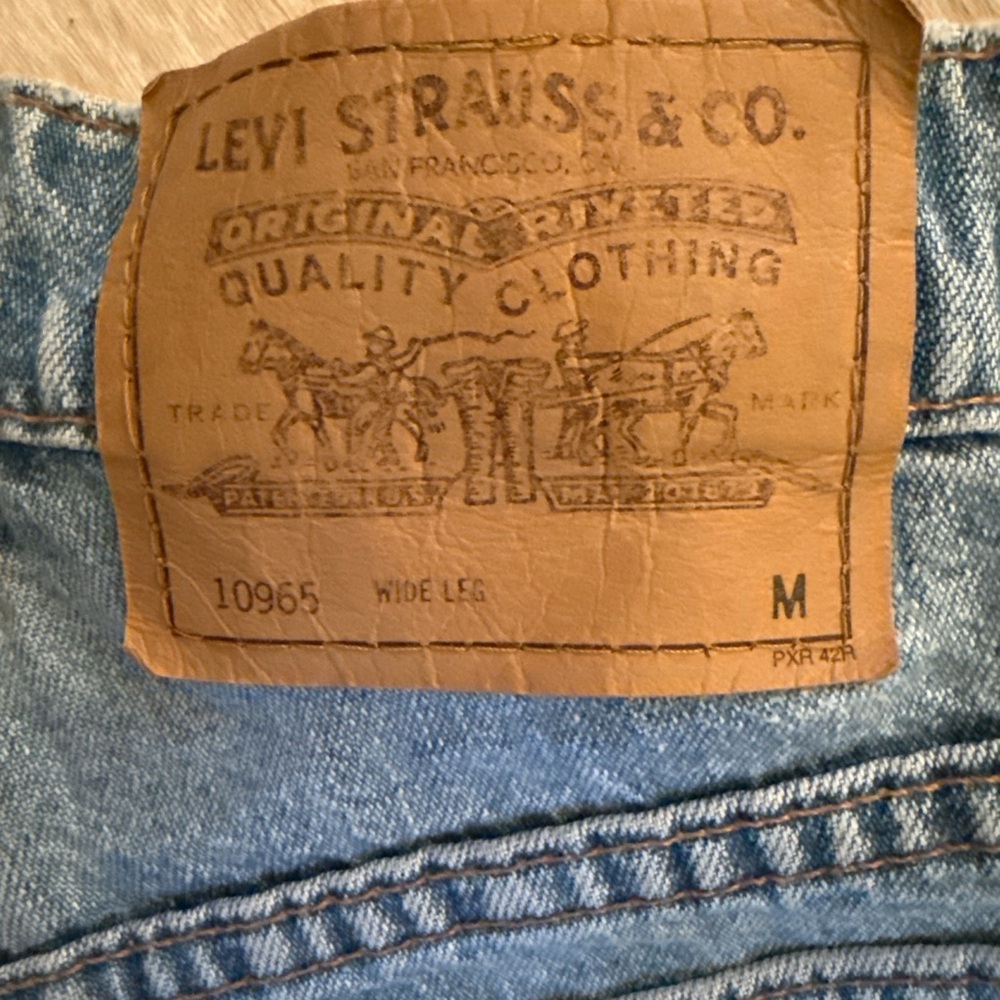 LEVI STRAUSS & CO.
SAN FRANCISCO, CAL.
ORIGINAL RIVETED
QUALITY CLOTHING
TRADE MARK
10965 WIDE LEG M
PXR 42R